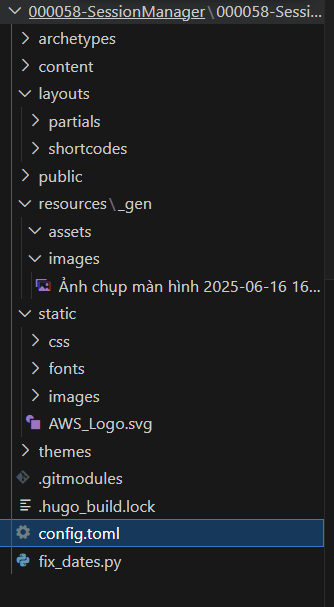 000058-SessionManager\000058-Sessi...
archetypes
content
layouts
partials
shortcodes
public
resources\_gen
assets
images
Ảnh chụp màn hình 2025-06-16 16...
static
css
fonts
images
AWS_Logo.svg
themes
.gitmodules
.hugo_build.lock
config.toml
fix_dates.py